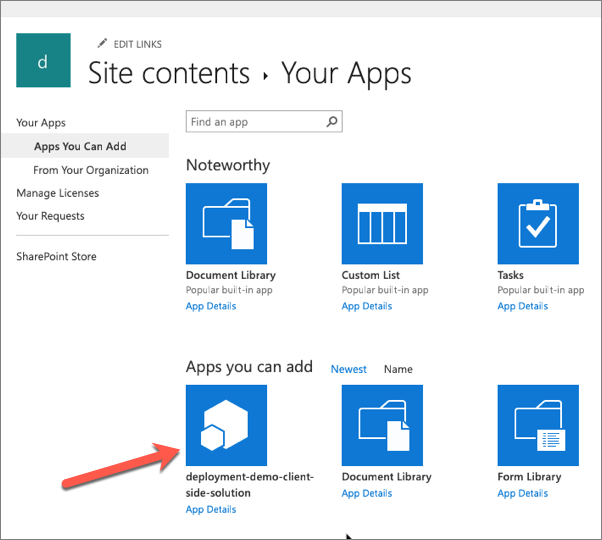 EDIT LINKS
d
Site contents › Your Apps
Your Apps
Apps You Can Add
From Your Organization
Manage Licenses
Your Requests
SharePoint Store
Find an app
Noteworthy
Document Library Custom List Tasks
Popular built-in app Popular built-in app Popular built-in app
App Details App Details App Details
Apps you can add Newest Name
deployment-demo-client- Document Library Form Library
side-solution App Details App Details
App Details